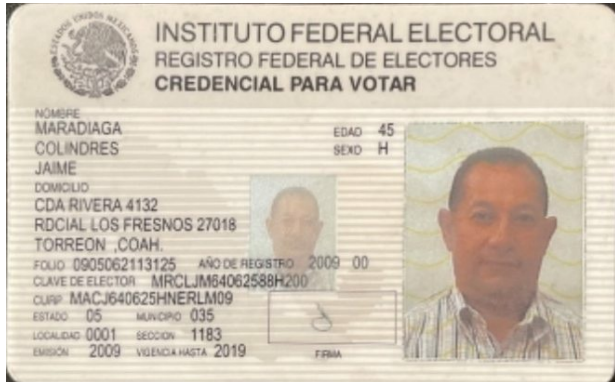 ESTADOS UNIDOS MEXICANOS
INSTITUTO FEDERAL ELECTORAL
REGISTRO FEDERAL DE ELECTORES
CREDENCIAL PARA VOTAR
NOMBRE
MARADIAGA
COLINDRES
JAIME
EDAD 45
SEXO H
DOMICILIO
CDA RIVERA 4132
RDCIAL LOS FRESNOS 27018
TORREON ,COAH.
FOLIO 0905062113125 AÑO DE REGISTRO 2009 00
CLAVE DE ELECTOR MRCLJM64062588H200
CURP MACJ640625HNERLM09
ESTADO 05 MUNICIPIO 035
LOCALIDAD 0001 SECCION 1183
EMISIÓN 2009 VIGENCIA HASTA 2019
FIRMA